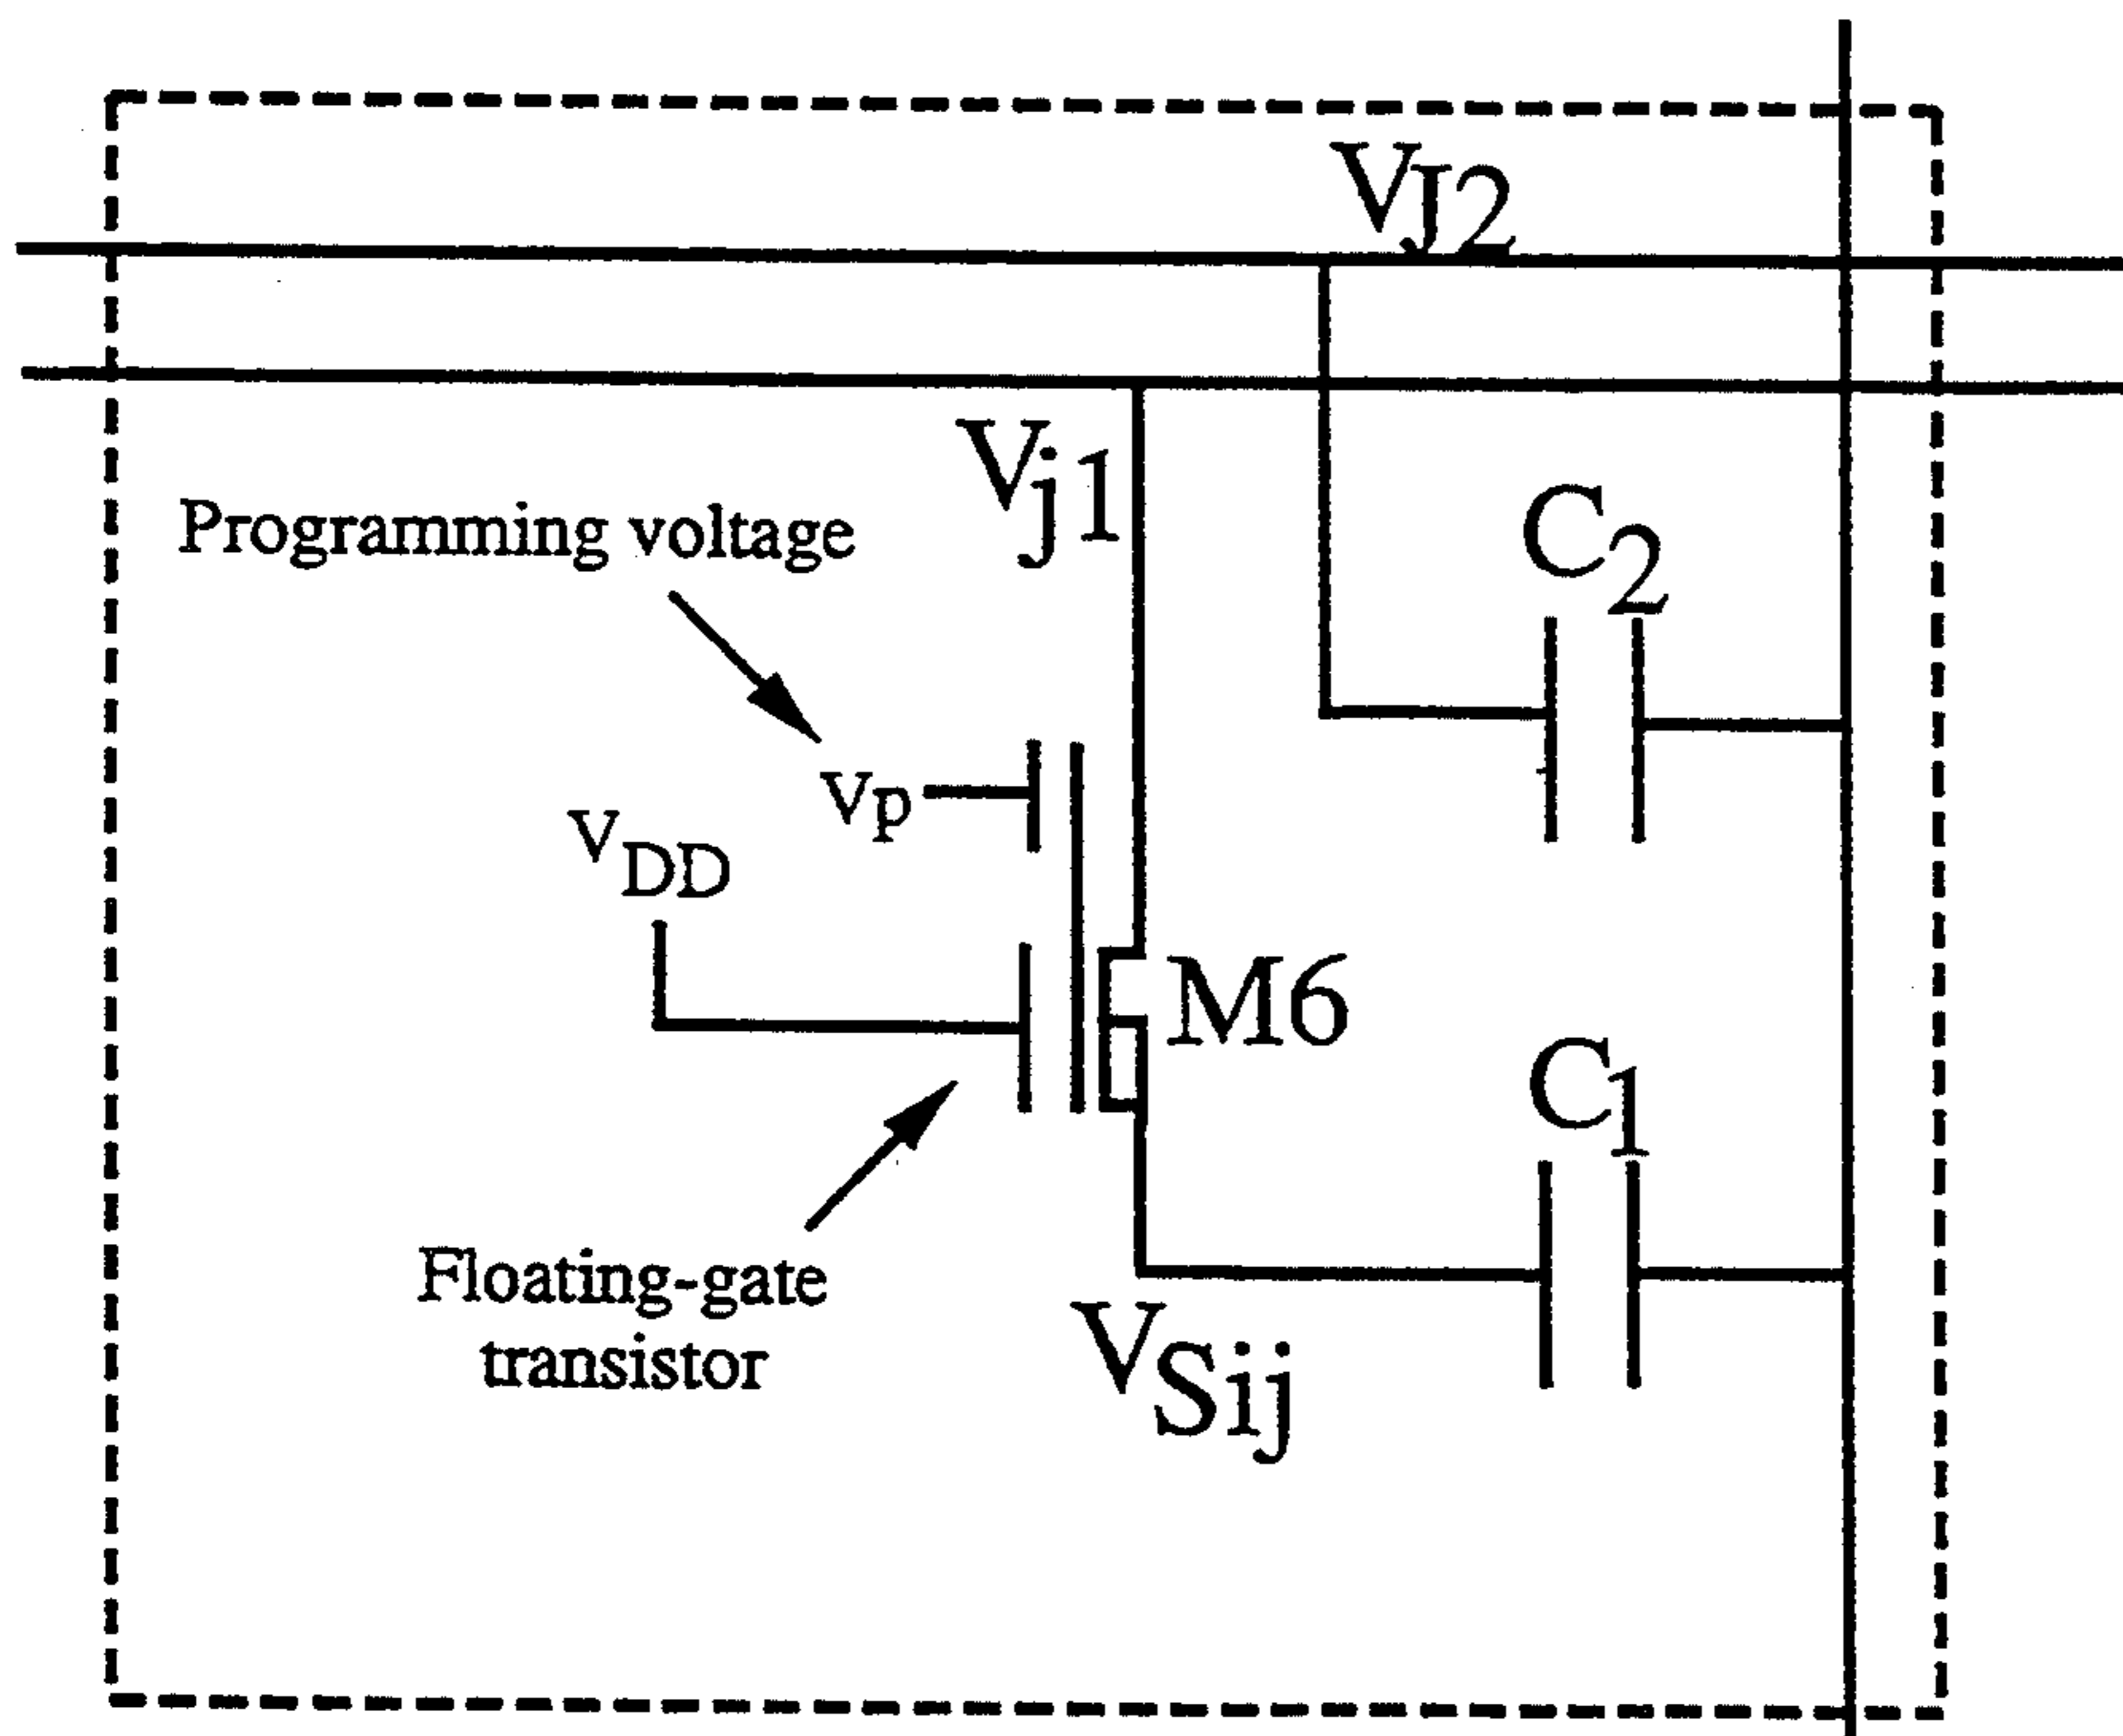 VJ2
Vj1
Programming voltage
C2
vp
VDD
M6
C1
Floating-gate
transistor
VSij